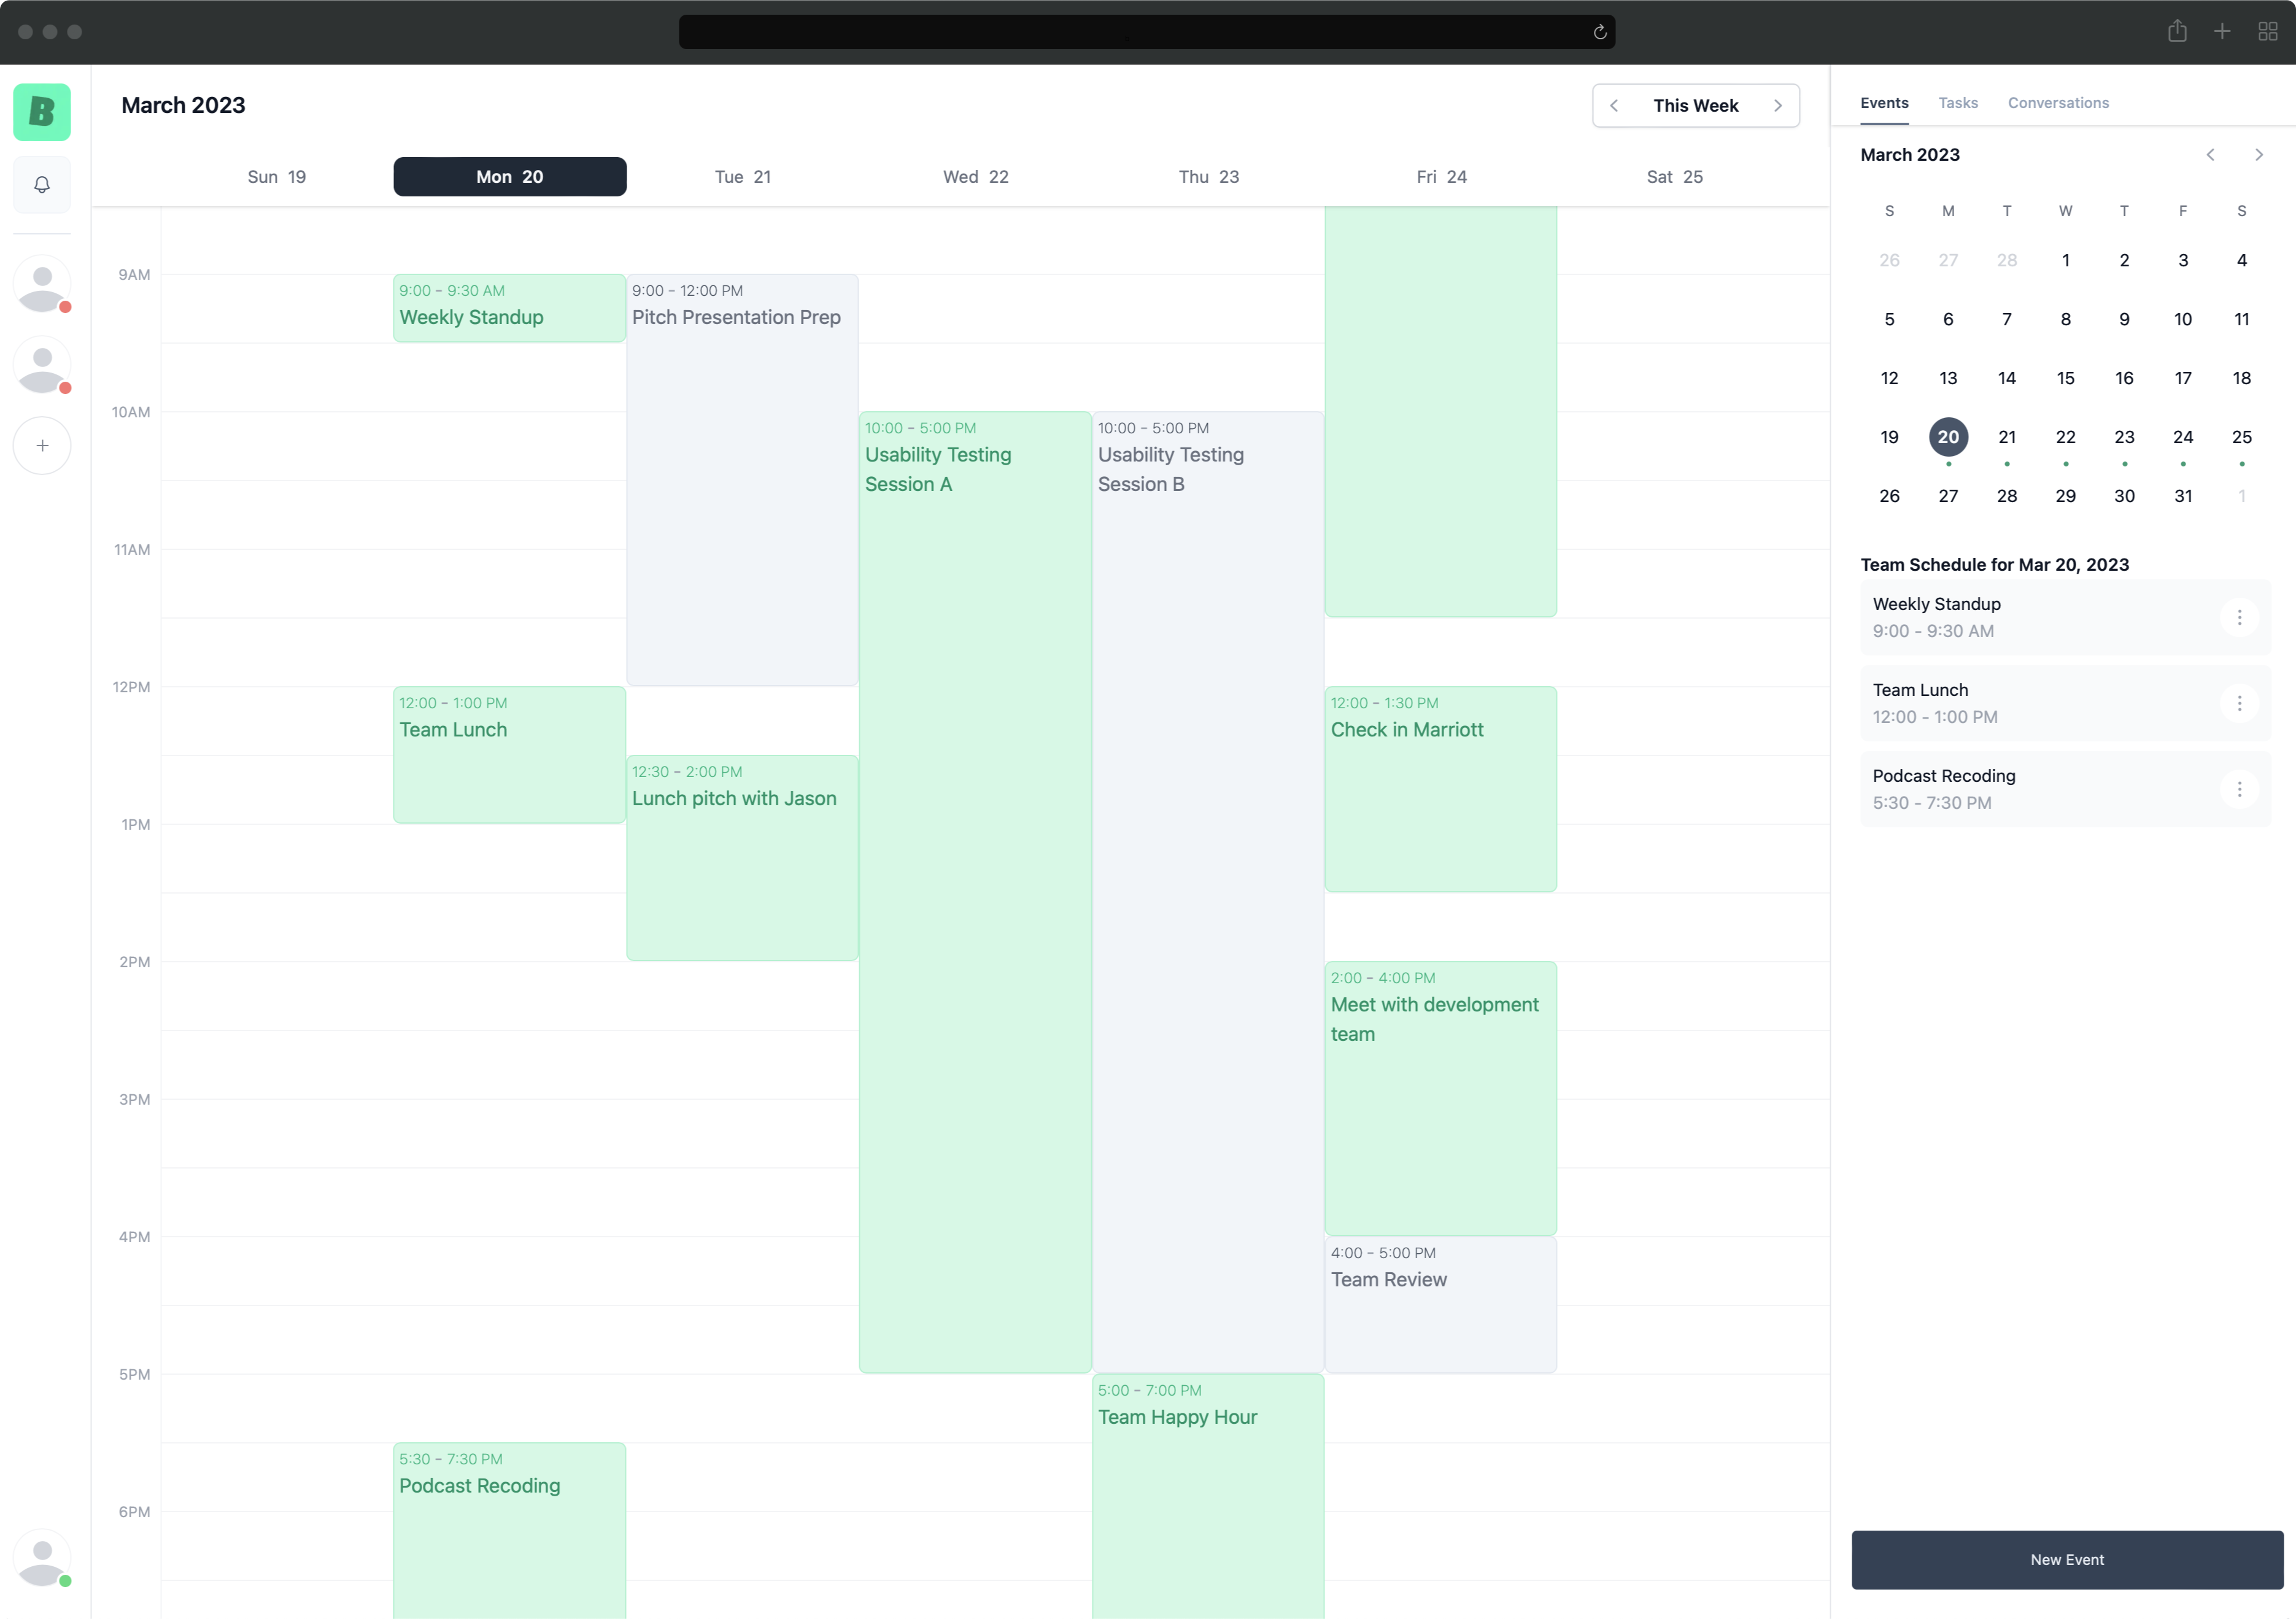 B
March 2023
This Week
Sun 19
Mon 20
Tue 21
Wed 22
Thu 23
Fri 24
Sat 25
9AM
10AM
11AM
12PM
1PM
2PM
3PM
4PM
5PM
6PM
9:00 – 9:30 AM
Weekly Standup
12:00 – 1:00 PM
Team Lunch
5:30 – 7:30 PM
Podcast Recoding
9:00 – 12:00 PM
Pitch Presentation Prep
12:30 – 2:00 PM
Lunch pitch with Jason
10:00 – 5:00 PM
Usability Testing
Session A
10:00 – 5:00 PM
Usability Testing
Session B
5:00 – 7:00 PM
Team Happy Hour
12:00 – 1:30 PM
Check in Marriott
2:00 – 4:00 PM
Meet with development
team
4:00 – 5:00 PM
Team Review
Events Tasks Conversations
March 2023
S M T W T F S
26 27 28 1 2 3 4
5 6 7 8 9 10 11
12 13 14 15 16 17 18
19 20 21 22 23 24 25
26 27 28 29 30 31 1
Team Schedule for Mar 20, 2023
Weekly Standup
9:00 - 9:30 AM
Team Lunch
12:00 - 1:00 PM
Podcast Recoding
5:30 - 7:30 PM
New Event